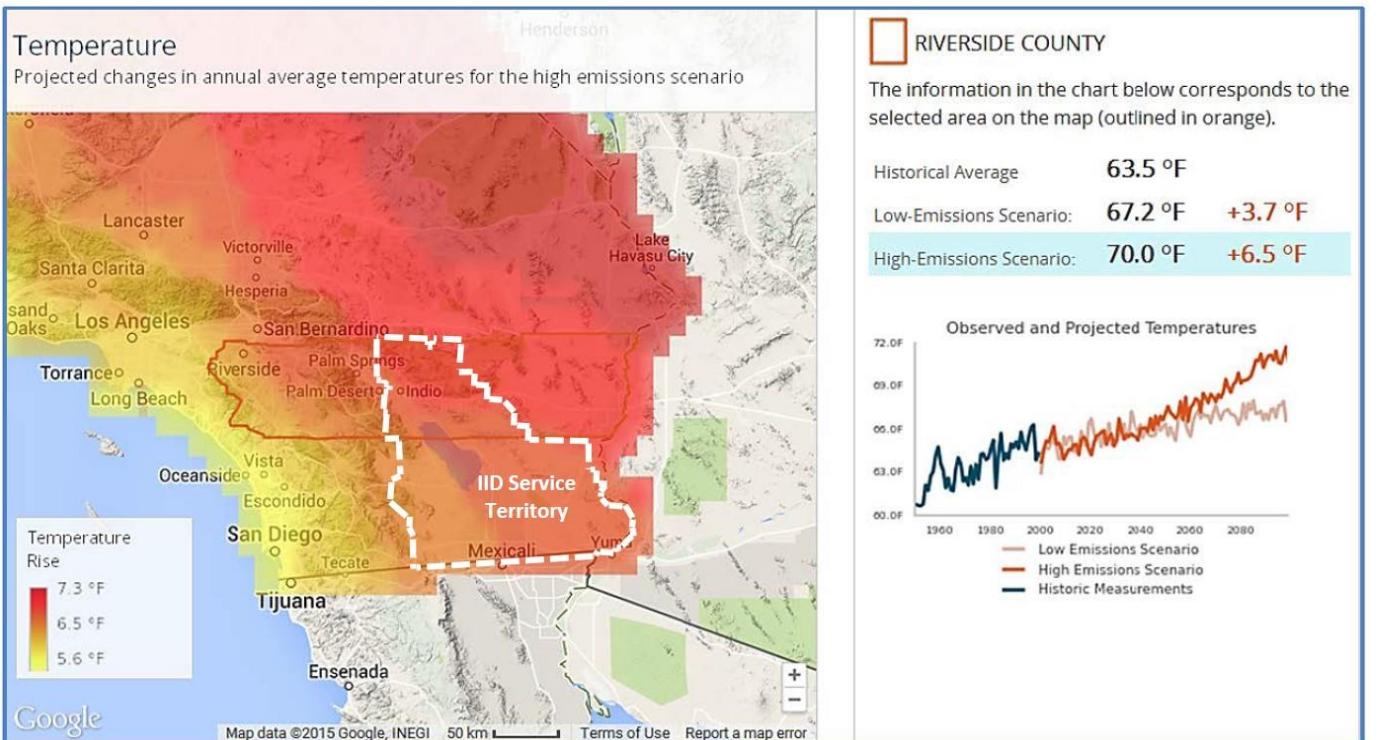 Temperature
Projected changes in annual average temperatures for the high emissions scenario
Henderson
Lancaster
Victorville
Santa Clarita
Hesperia
sand
Oaks
Los Angeles
San Bernardino
Lake
Havasu City
Torrance
Riverside
Palm Springs
Palm Desert
Indio
Long Beach
Oceanside
Vista
Escondido
IID Service
Territory
San Diego
Mexicali
Yuma
Tecate
Tijuana
Ensenada
Temperature
Rise
7.3 °F
6.5 °F
5.6 °F
+
−
Google
Map data ©2015 Google, INEGI 50 km Terms of Use Report a map error
RIVERSIDE COUNTY
The information in the chart below corresponds to the
selected area on the map (outlined in orange).
Historical Average 63.5 °F
Low-Emissions Scenario: 67.2 °F +3.7 °F
High-Emissions Scenario: 70.0 °F +6.5 °F
Observed and Projected Temperatures
72.0F
69.0F
65.0F
63.0F
60.0F
1960 1980 2000 2020 2040 2060 2080
Low Emissions Scenario
High Emissions Scenario
Historic Measurements